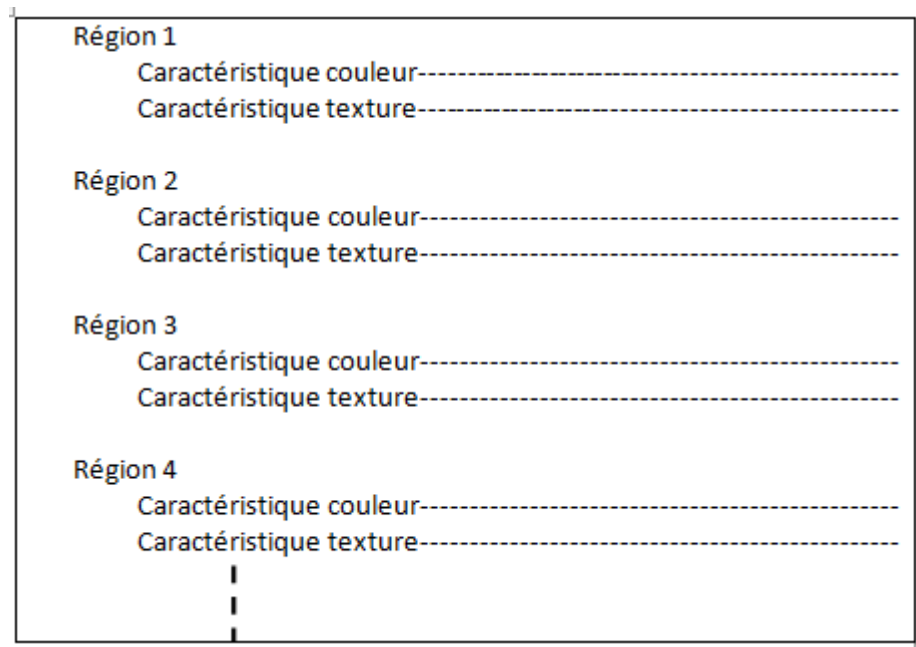 Région 1
Caractéristique couleur-------------------------------------------------
Caractéristique texture-------------------------------------------------
Région 2
Caractéristique couleur-------------------------------------------------
Caractéristique texture-------------------------------------------------
Région 3
Caractéristique couleur-------------------------------------------------
Caractéristique texture-------------------------------------------------
Région 4
Caractéristique couleur-------------------------------------------------
Caractéristique texture-------------------------------------------------